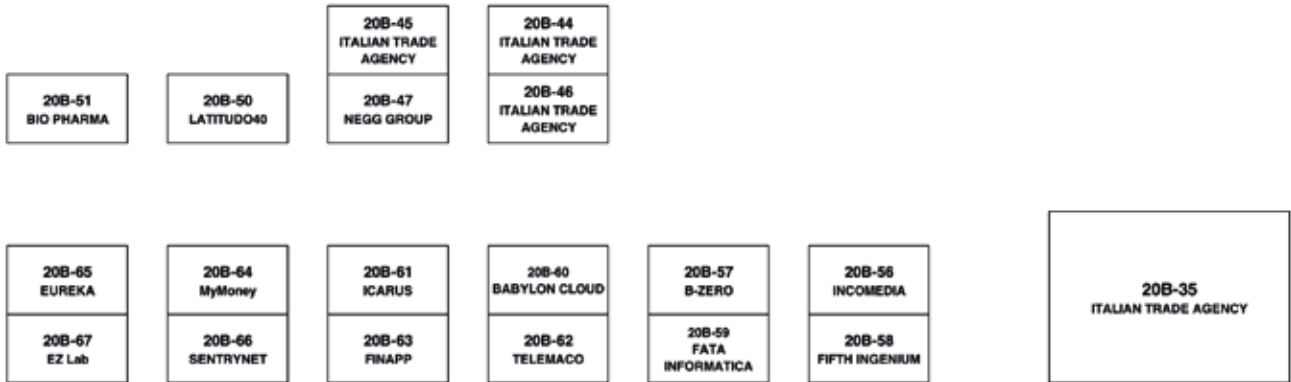 20B-45
ITALIAN TRADE
AGENCY
20B-44
ITALIAN TRADE
AGENCY
20B-51
BIO PHARMA
20B-50
LATITUDO40
20B-47
NEGG GROUP
20B-46
ITALIAN TRADE
AGENCY
20B-65
EUREKA
20B-64
MyMoney
20B-61
ICARUS
20B-60
BABYLON CLOUD
20B-57
B-ZERO
20B-56
INCOMEDIA
20B-35
ITALIAN TRADE AGENCY
20B-67
EZ Lab
20B-66
SENTRYNET
20B-63
FINAPP
20B-62
TELEMACO
20B-59
FATA
INFORMATICA
20B-58
FIFTH INGENIUM